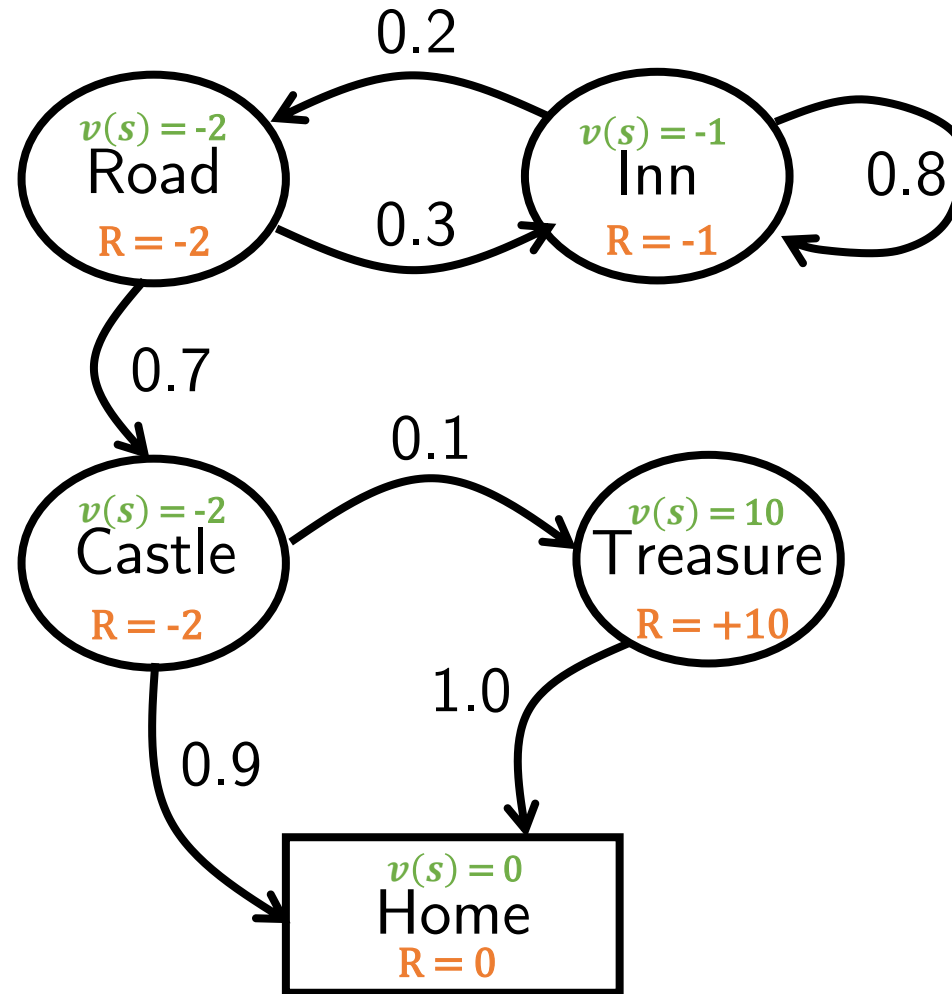 0.2
v(s) = -2
Road
R = -2
v(s) = -1
Inn
R = -1
0.8
0.3
0.7
0.1
v(s) = -2
Castle
R = -2
v(s) = 10
Treasure
R = +10
1.0
0.9
v(s) = 0
Home
R = 0